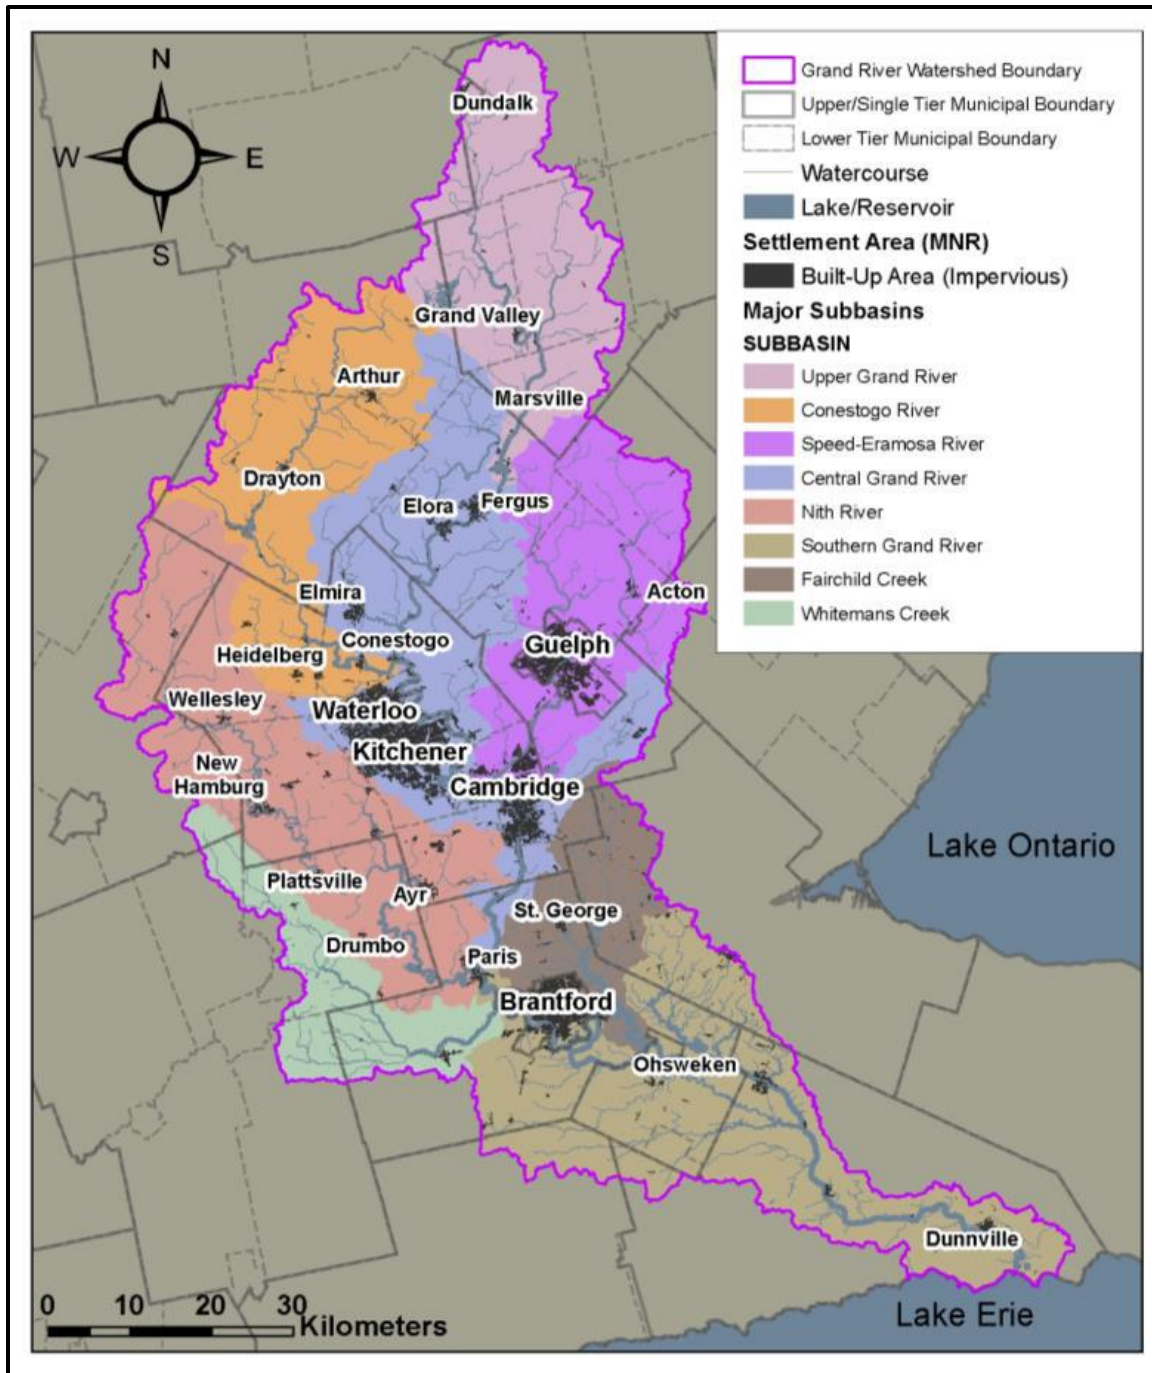 N
W
E
S
Grand River Watershed Boundary
Upper/Single Tier Municipal Boundary
Lower Tier Municipal Boundary
Watercourse
Lake/Reservoir
Settlement Area (MNR)
Built-Up Area (Impervious)
Major Subbasins
SUBBASIN
Upper Grand River
Conestogo River
Speed-Eramosa River
Central Grand River
Nith River
Southern Grand River
Fairchild Creek
Whitemans Creek
Dundalk
Grand Valley
Arthur
Marsville
Drayton
Elora
Fergus
Elmira
Acton
Conestogo
Guelph
Heidelberg
Wellesley
Waterloo
Kitchener
New
Hamburg
Cambridge
Lake Ontario
Plattsville
Ayr
St. George
Drumbo
Paris
Brantford
Ohsweken
Dunnville
Lake Erie
0 10 20 30
Kilometers